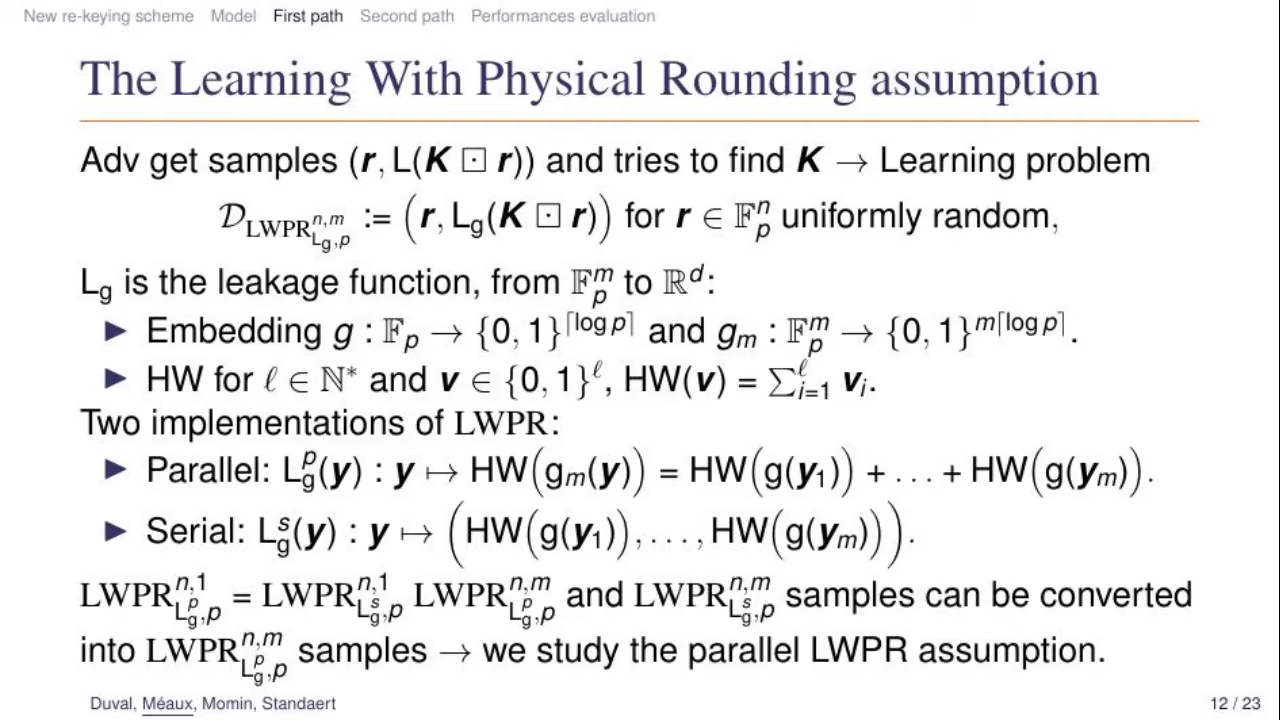 New re-keying scheme Model First path Second path Performances evaluation
The Learning With Physical Rounding assumption
Adv get samples (r, L(K ⊡ r)) and tries to find K → Learning problem
𝒟_{LWPR^{n,m}_{L_g,p}} := (r, L_g(K ⊡ r)) for r ∈ 𝔽_p^n uniformly random,
L_g is the leakage function, from 𝔽_p^m to ℝ^d:
▶ Embedding g : 𝔽_p → {0, 1}^{⌈log p⌉} and g_m : 𝔽_p^m → {0, 1}^{m⌈log p⌉}.
▶ HW for ℓ ∈ ℕ* and v ∈ {0, 1}^ℓ, HW(v) = ∑_{i=1}^ℓ v_i.
Two implementations of LWPR:
▶ Parallel: L_g^p(y) : y ↦ HW(g_m(y)) = HW(g(y_1)) + … + HW(g(y_m)).
▶ Serial: L_g^s(y) : y ↦ (HW(g(y_1)), …, HW(g(y_m))).
LWPR^{n,1}_{L_g^p,p} = LWPR^{n,1}_{L_g^s,p} LWPR^{n,m}_{L_g^p,p} and LWPR^{n,m}_{L_g^s,p} samples can be converted
into LWPR^{n,m}_{L_g^p,p} samples → we study the parallel LWPR assumption.
Duval, Méaux, Momin, Standaert 12 / 23